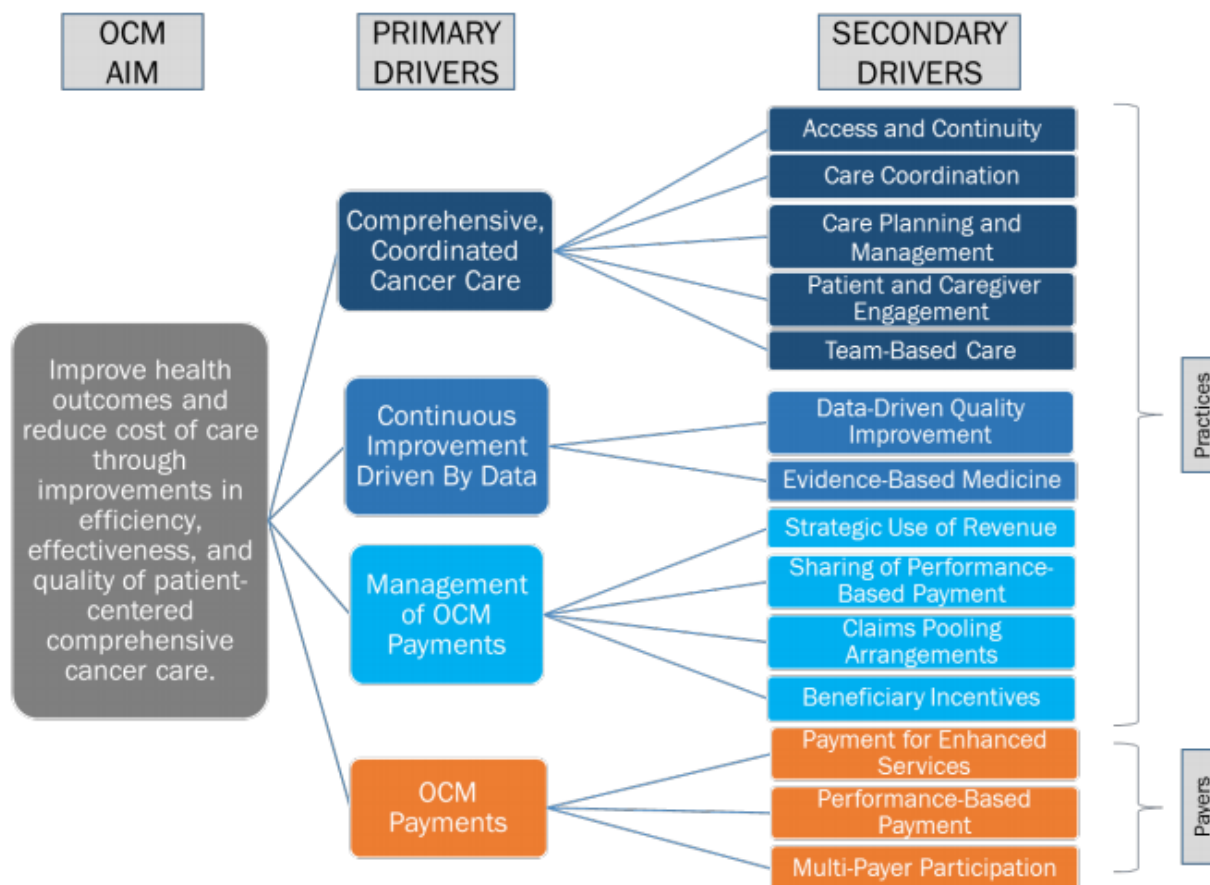 OCM
AIM
PRIMARY
DRIVERS
SECONDARY
DRIVERS
Improve health
outcomes and
reduce cost of care
through
improvements in
efficiency,
effectiveness, and
quality of patient-
centered
comprehensive
cancer care.
Comprehensive,
Coordinated
Cancer Care
Continuous
Improvement
Driven By Data
Management
of OCM
Payments
OCM
Payments
Access and Continuity
Care Coordination
Care Planning and
Management
Patient and Caregiver
Engagement
Team-Based Care
Data-Driven Quality
Improvement
Evidence-Based Medicine
Strategic Use of Revenue
Sharing of Performance-
Based Payment
Claims Pooling
Arrangements
Beneficiary Incentives
Payment for Enhanced
Services
Performance-Based
Payment
Multi-Payer Participation
Practices
Payers